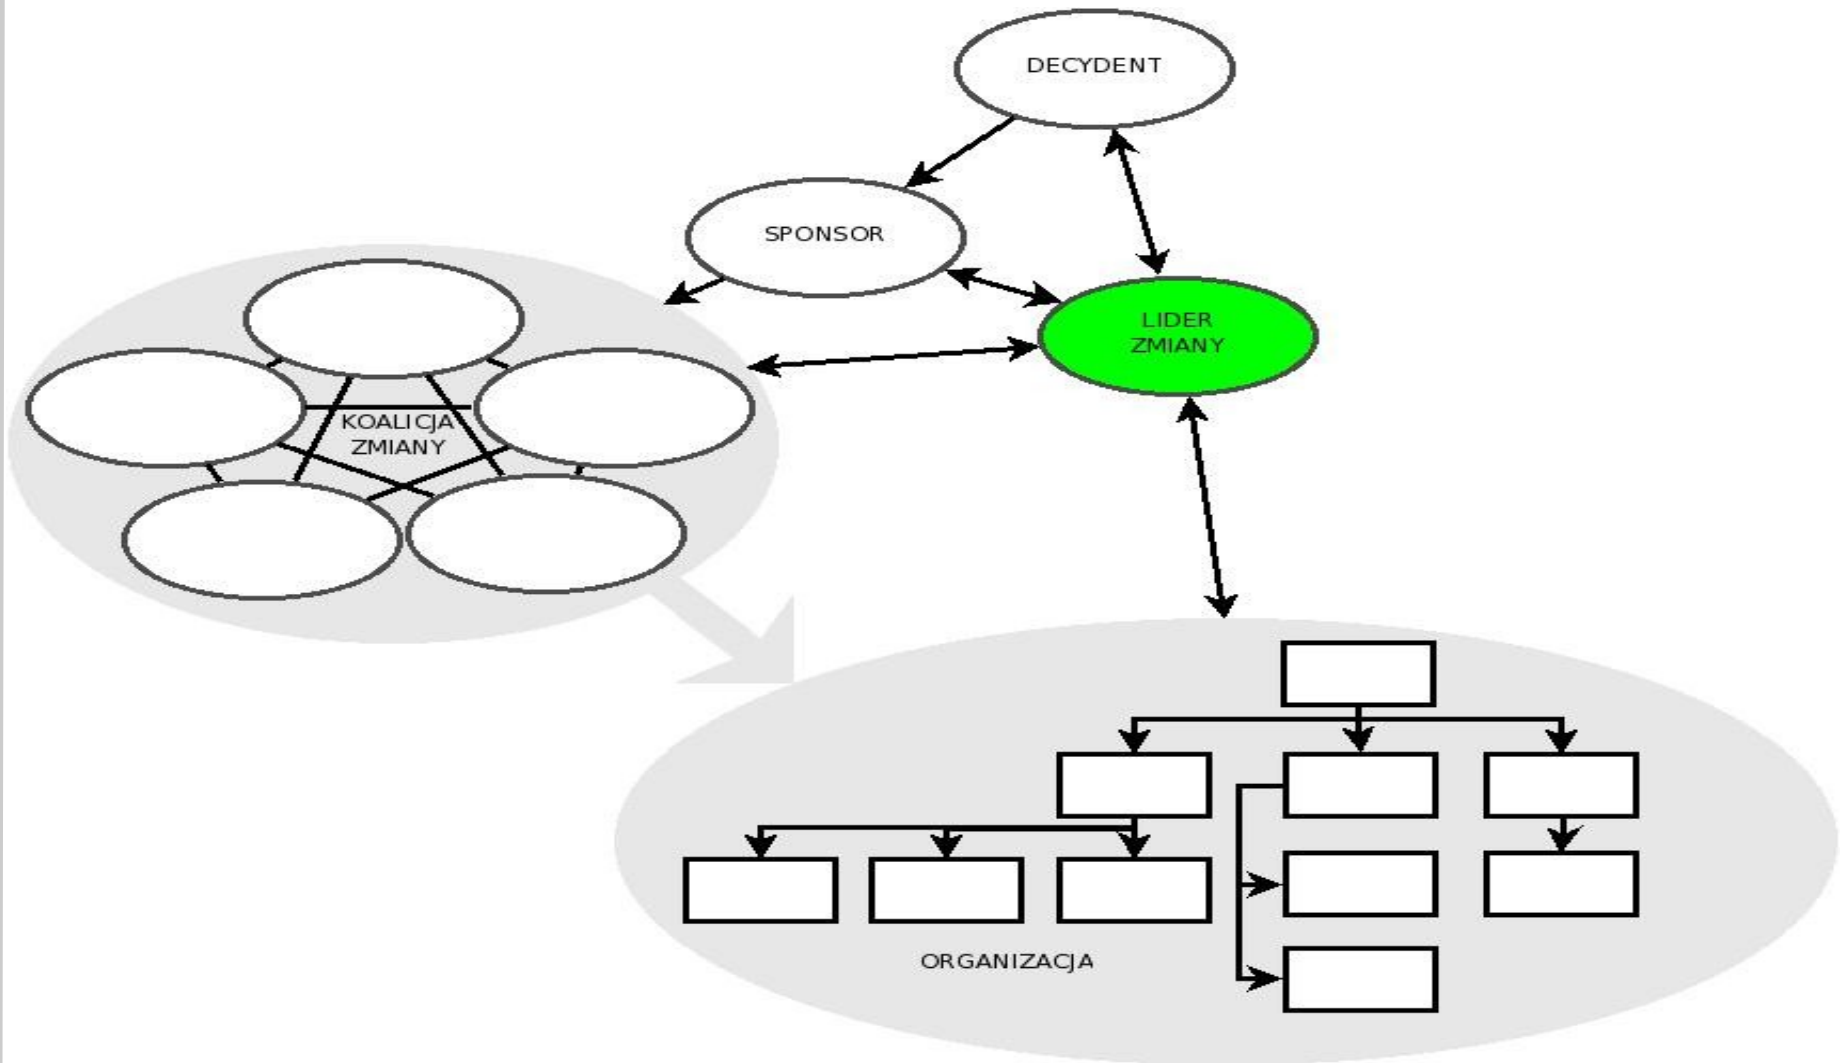 DECYDENT
SPONSOR
LIDER
ZMIANY
KOALICJA
ZMIANY
ORGANIZACJA